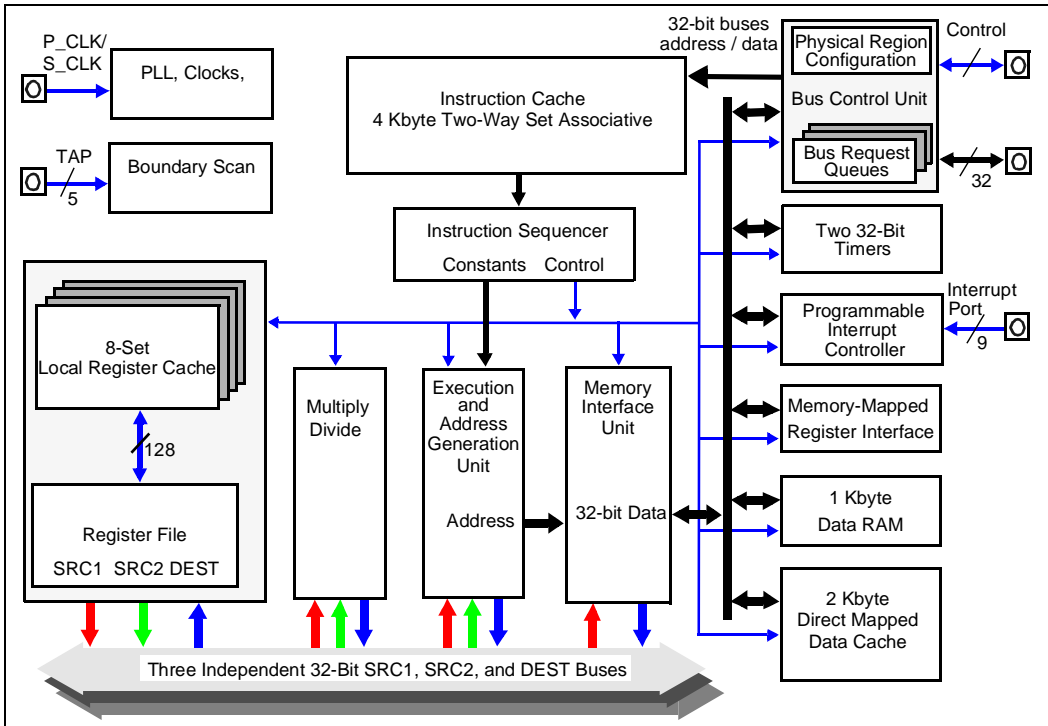 P_CLK/
S_CLK
PLL, Clocks,
TAP
5
Boundary Scan
Instruction Cache
4 Kbyte Two-Way Set Associative
32-bit buses
address / data
Physical Region
Configuration
Control
Bus Control Unit
Bus Request
Queues
32
Instruction Sequencer
Constants Control
Two 32-Bit
Timers
Interrupt
Port
9
Programmable
Interrupt
Controller
8-Set
Local Register Cache
128
Register File
SRC1 SRC2 DEST
Multiply
Divide
Execution
and
Address
Generation
Unit
Address
Memory
Interface
Unit
32-bit Data
Memory-Mapped
Register Interface
1 Kbyte
Data RAM
2 Kbyte
Direct Mapped
Data Cache
Three Independent 32-Bit SRC1, SRC2, and DEST Buses